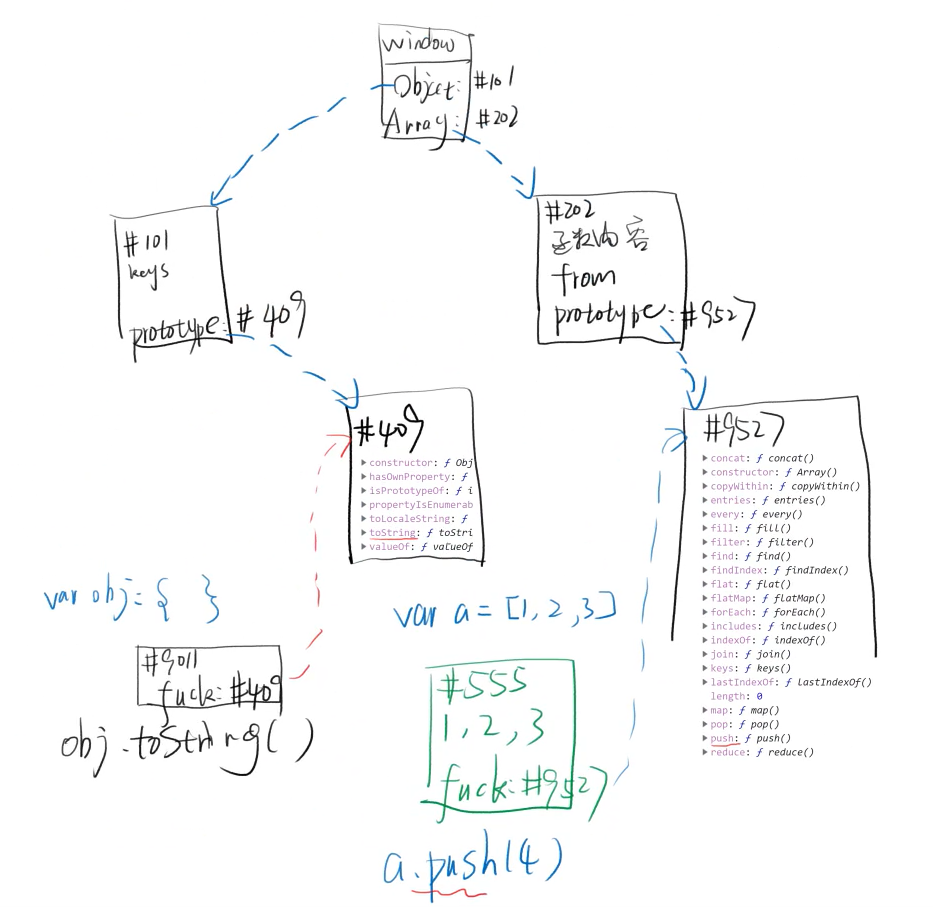 window
Object: #101
Array: #202
#101
keys
prototype: #409
#202
函数内容
from
prototype: #9527
#409
constructor: ƒ Obj
hasOwnProperty: ƒ
isPrototypeOf: ƒ i
propertyIsEnumerab
toLocaleString: ƒ
toString: ƒ toStri
valueOf: ƒ valueOf
#9527
concat: ƒ concat()
constructor: ƒ Array()
copyWithin: ƒ copyWithin()
entries: ƒ entries()
every: ƒ every()
fill: ƒ fill()
filter: ƒ filter()
find: ƒ find()
findIndex: ƒ findIndex()
flat: ƒ flat()
flatMap: ƒ flatMap()
forEach: ƒ forEach()
includes: ƒ includes()
indexOf: ƒ indexOf()
join: ƒ join()
keys: ƒ keys()
lastIndexOf: ƒ lastIndexOf()
length: 0
map: ƒ map()
pop: ƒ pop()
push: ƒ push()
reduce: ƒ reduce()
var obj = { }
#9011
fuck: #409
obj.toString()
var a = [1, 2, 3]
#555
1, 2, 3
fuck: #9527
a.push(4)